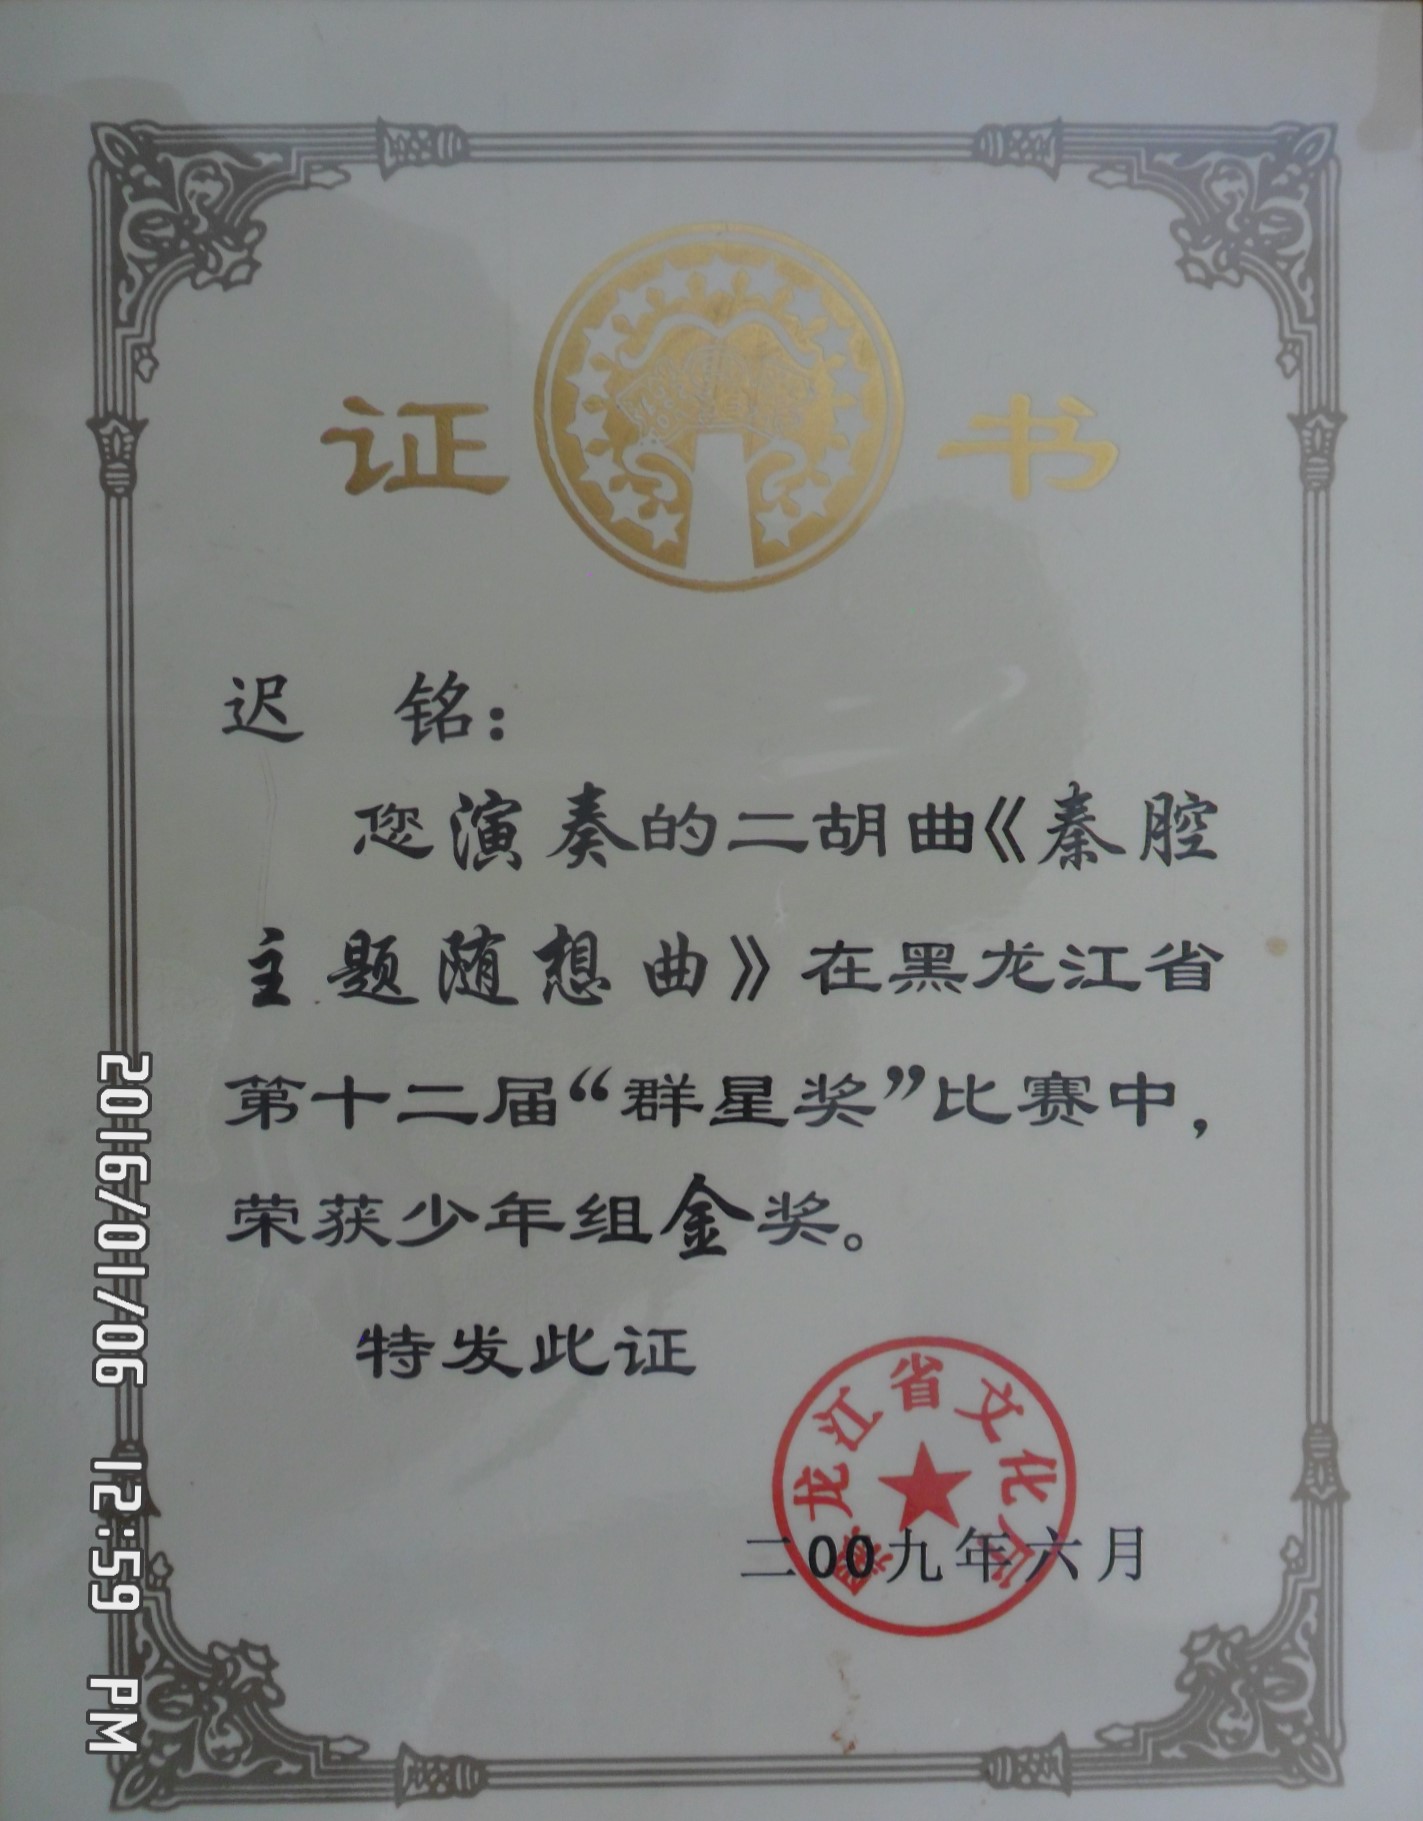 证 书
迟 铭：
您演奏的二胡曲《秦腔
主题随想曲》在黑龙江省
第十二届“群星奖”比赛中，
荣获少年组金奖。
特发此证
黑龙江省文化厅
二00九年六月
2016/01/06 12:59 PM